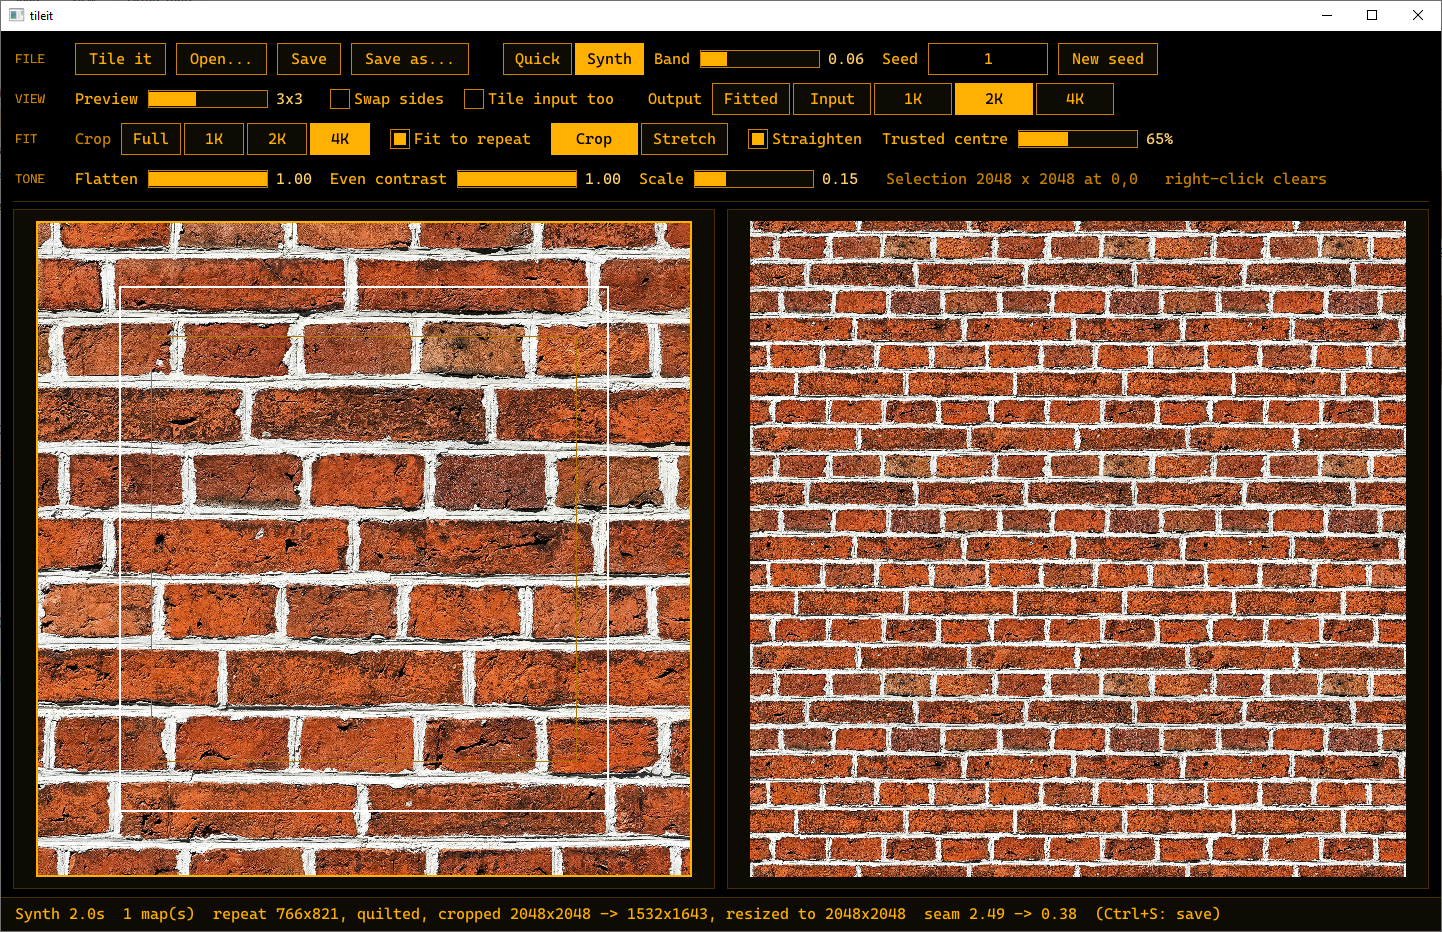 tileit
FILE Tile it Open... Save Save as... Quick Synth Band 0.06 Seed 1 New seed
VIEW Preview 3x3 Swap sides Tile input too Output Fitted Input 1K 2K 4K
FIT Crop Full 1K 2K 4K Fit to repeat Crop Stretch Straighten Trusted centre 65%
TONE Flatten 1.00 Even contrast 1.00 Scale 0.15 Selection 2048 x 2048 at 0,0 right-click clears
Synth 2.0s 1 map(s) repeat 766x821, quilted, cropped 2048x2048 -> 1532x1643, resized to 2048x2048 seam 2.49 -> 0.38 (Ctrl+S: save)